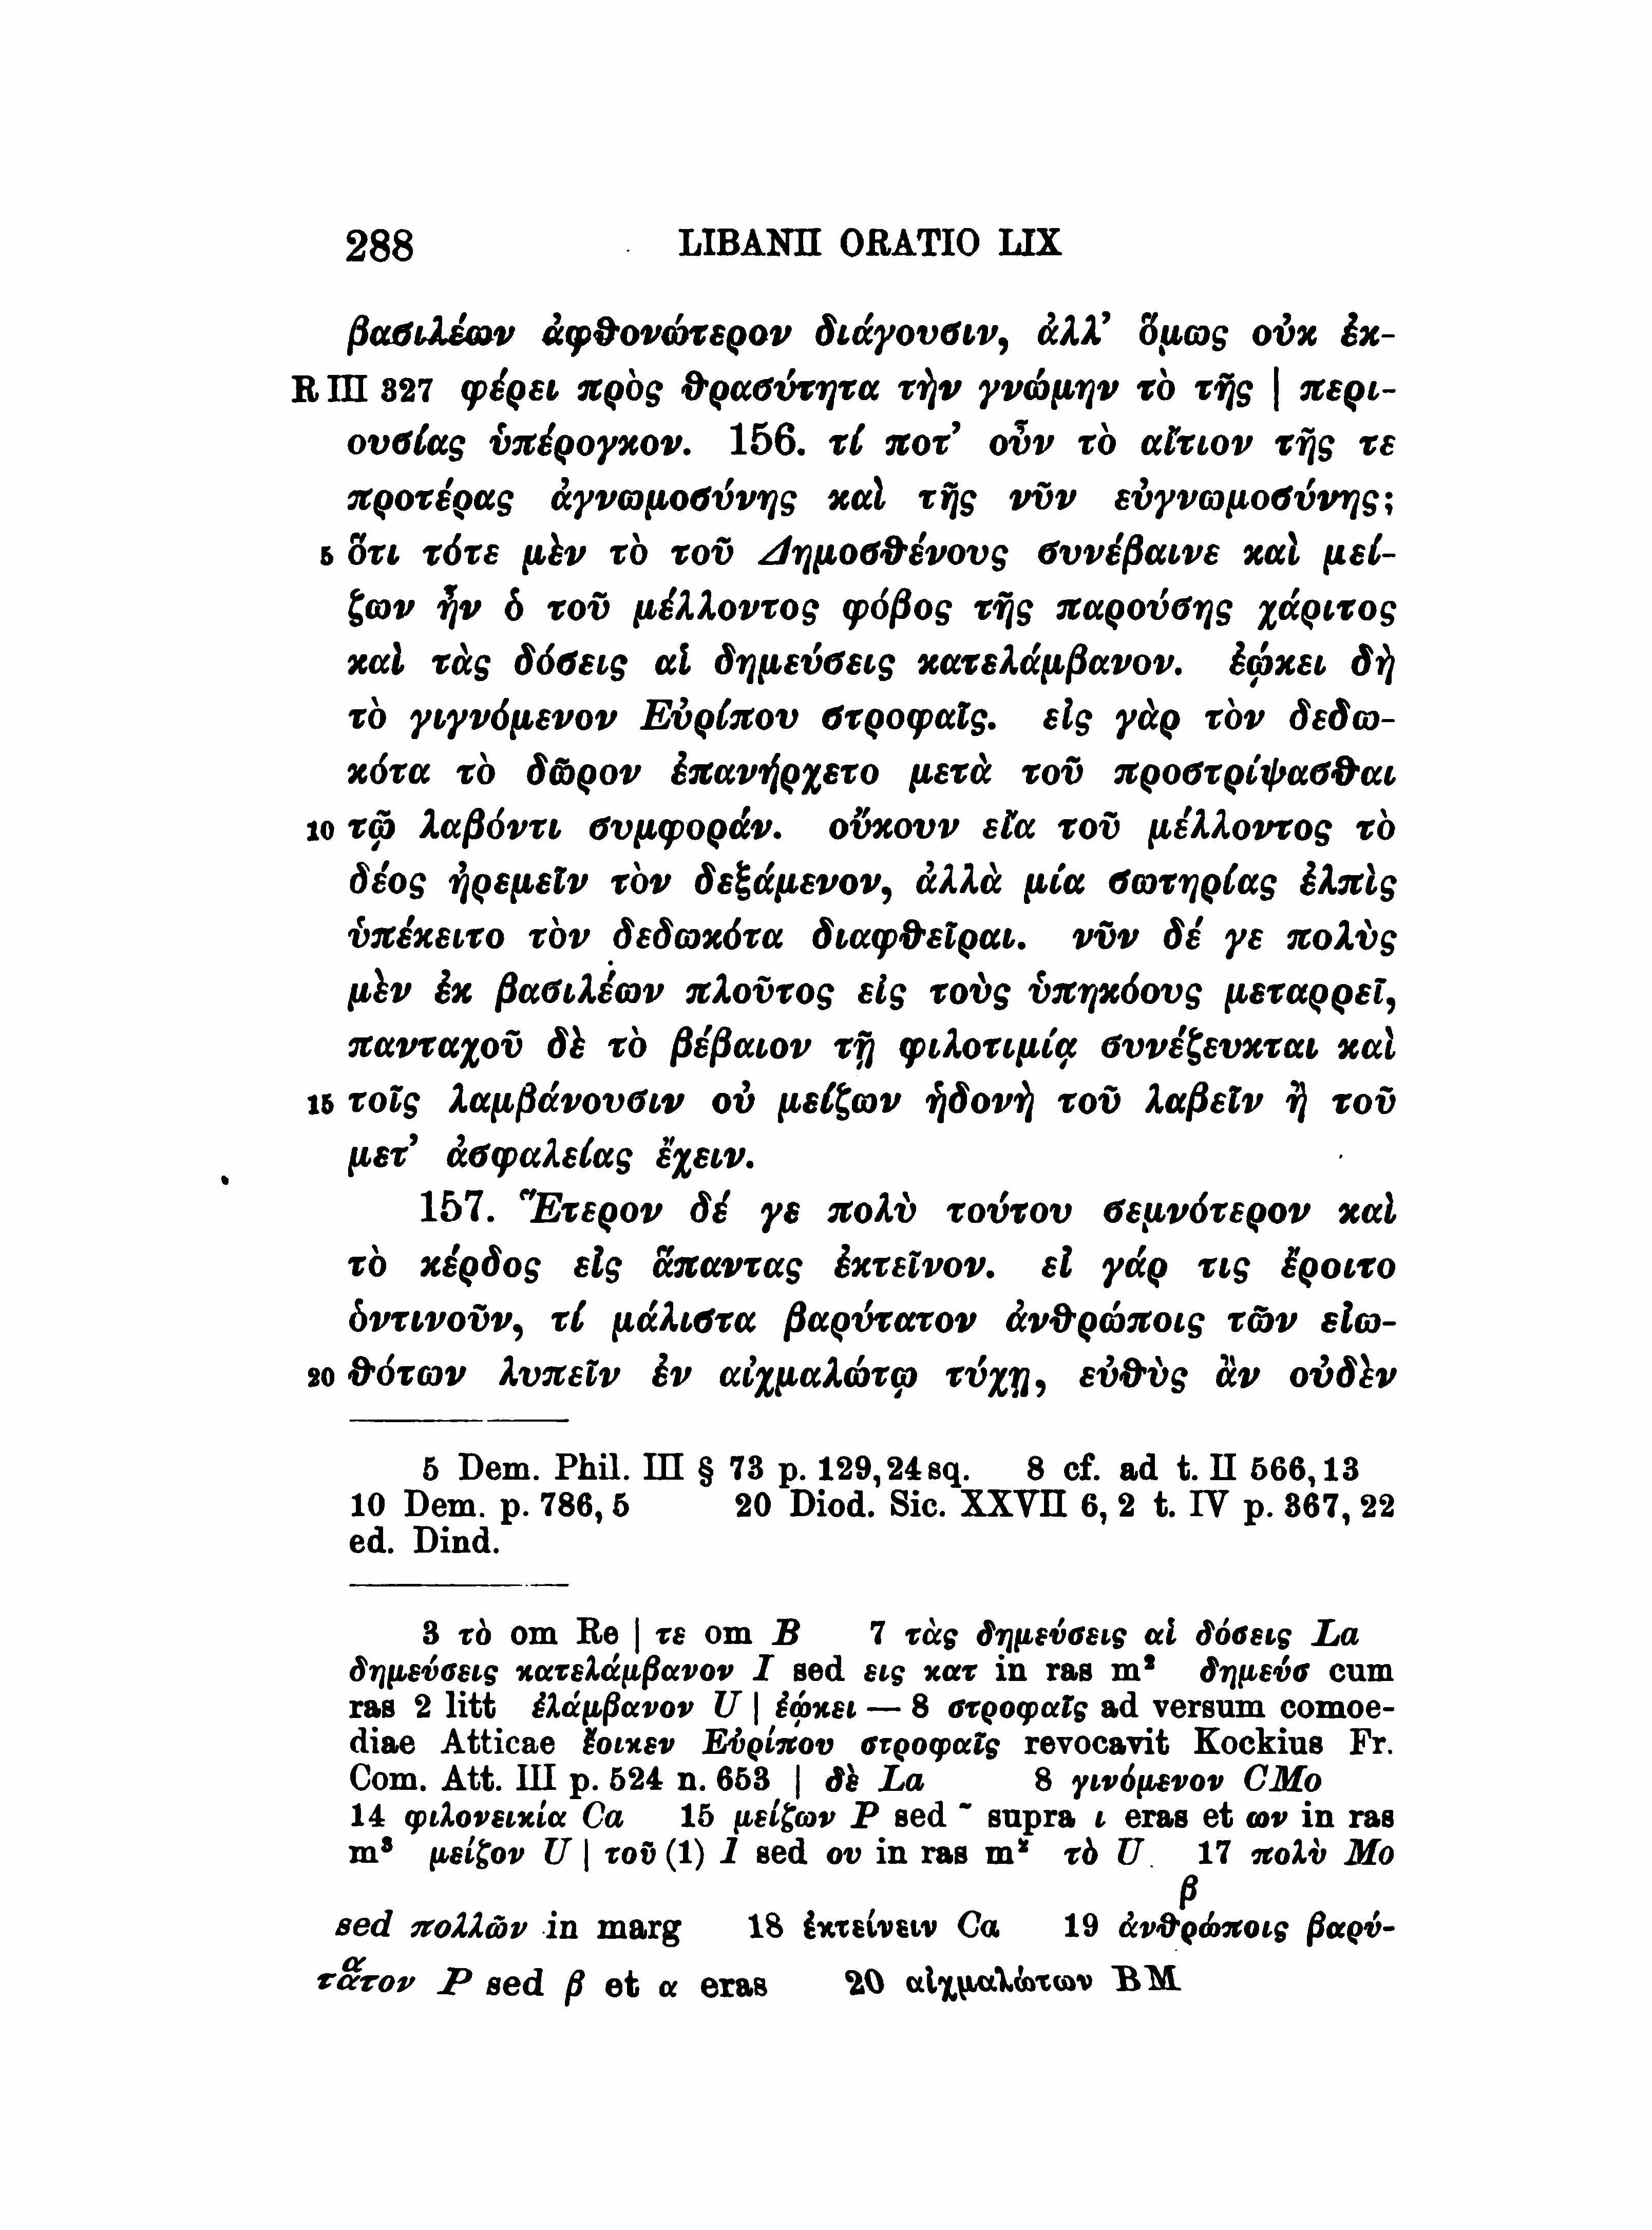 288 LIBANII ORATIO LIX
βασιλέων ἀφθονώτερον διάγουσιν, ἀλλ’ ὅμως οὐκ ἐκ-
R III 327 φέρει πρὸς θρασύτητα τὴν γνώμην τὸ τῆς | περι-
ουσίας ὑπέρογκον. 156. τί ποτ’ οὖν τὸ αἴτιον τῆς τε
προτέρας ἀγνωμοσύνης καὶ τῆς νῦν εὐγνωμοσύνης;
5 ὅτι τότε μὲν τὸ τοῦ Δημοσθένους συνέβαινε καὶ μεί-
ζων ἦν ὁ τοῦ μέλλοντος φόβος τῆς παρούσης χάριτος
καὶ τὰς δόσεις αἱ δημεύσεις κατελάμβανον. ἐῴκει δὴ
τὸ γιγνόμενον Εὐρίπου στροφαῖς. εἰς γὰρ τὸν δεδω-
κότα τὸ δῶρον ἐπανήρχετο μετὰ τοῦ προστρίψασθαι
10 τῷ λαβόντι συμφοράν. οὔκουν εἴα τοῦ μέλλοντος τὸ
δέος ἠρεμεῖν τὸν δεξάμενον, ἀλλὰ μία σωτηρίας ἐλπὶς
ὑπέκειτο τὸν δεδωκότα διαφθεῖραι. νῦν δέ γε πολὺς
μὲν ἐκ βασιλέων πλοῦτος εἰς τοὺς ὑπηκόους μεταρρεῖ,
πανταχοῦ δὲ τὸ βέβαιον τῇ φιλοτιμίᾳ συνέζευκται καὶ
15 τοῖς λαμβάνουσιν οὐ μείζων ἡδονὴ τοῦ λαβεῖν ἢ τοῦ
μετ’ ἀσφαλείας ἔχειν.
157. Ἕτερον δέ γε πολὺ τούτου σεμνότερον καὶ
τὸ κέρδος εἰς ἅπαντας ἐκτεῖνον. εἰ γάρ τις ἔροιτο
ὁντινοῦν, τί μάλιστα βαρύτατον ἀνθρώποις τῶν εἰω-
20 θότων λυπεῖν ἐν αἰχμαλώτῳ τύχῃ, εὐθὺς ἂν οὐδὲν
5 Dem. Phil. III § 73 p. 129,24 sq. 8 cf. ad t. II 566,13
10 Dem. p. 786, 5 20 Diod. Sic. XXVII 6, 2 t. IV p. 367, 22
ed. Dind.
3 τὸ om Re | τε om B 7 τὰς δημεύσεις αἱ δόσεις La
δημεύσεις κατελάμβανον I sed εις κατ in ras m² δημεύσ cum
ras 2 litt ἐλάμβανον U | ἐῴκει — 8 στροφαῖς ad versum comoe-
diae Atticae ἔοικεν Εὐρίπου στροφαῖς revocavit Kockius Fr.
Com. Att. III p. 524 n. 653 | δὲ La 8 γινόμενον CMo
14 φιλονεικία Ca 15 μείζων P sed ῀ supra ι eras et ων in ras
m³ μείζον U | τοῦ (1) I sed ου in ras m² τὸ U 17 πολὺ Mo
β
sed πολλῶν in marg 18 ἐκτείνειν Ca 19 ἀνθρώποις βαρύ-
α
τατον P sed β et α eras 20 αἰχμαλώτων BM